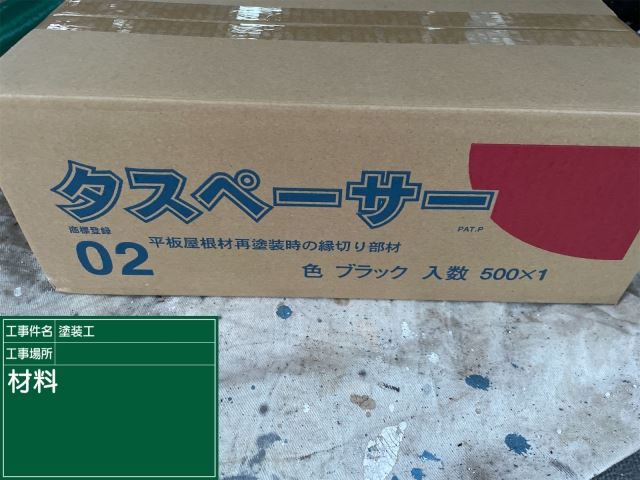 タスペーサー
商標登録
PAT.P
02 平板屋根材再塗装時の縁切り部材
色 ブラック 入数 500×1
工事件名 塗装工
工事場所
材料